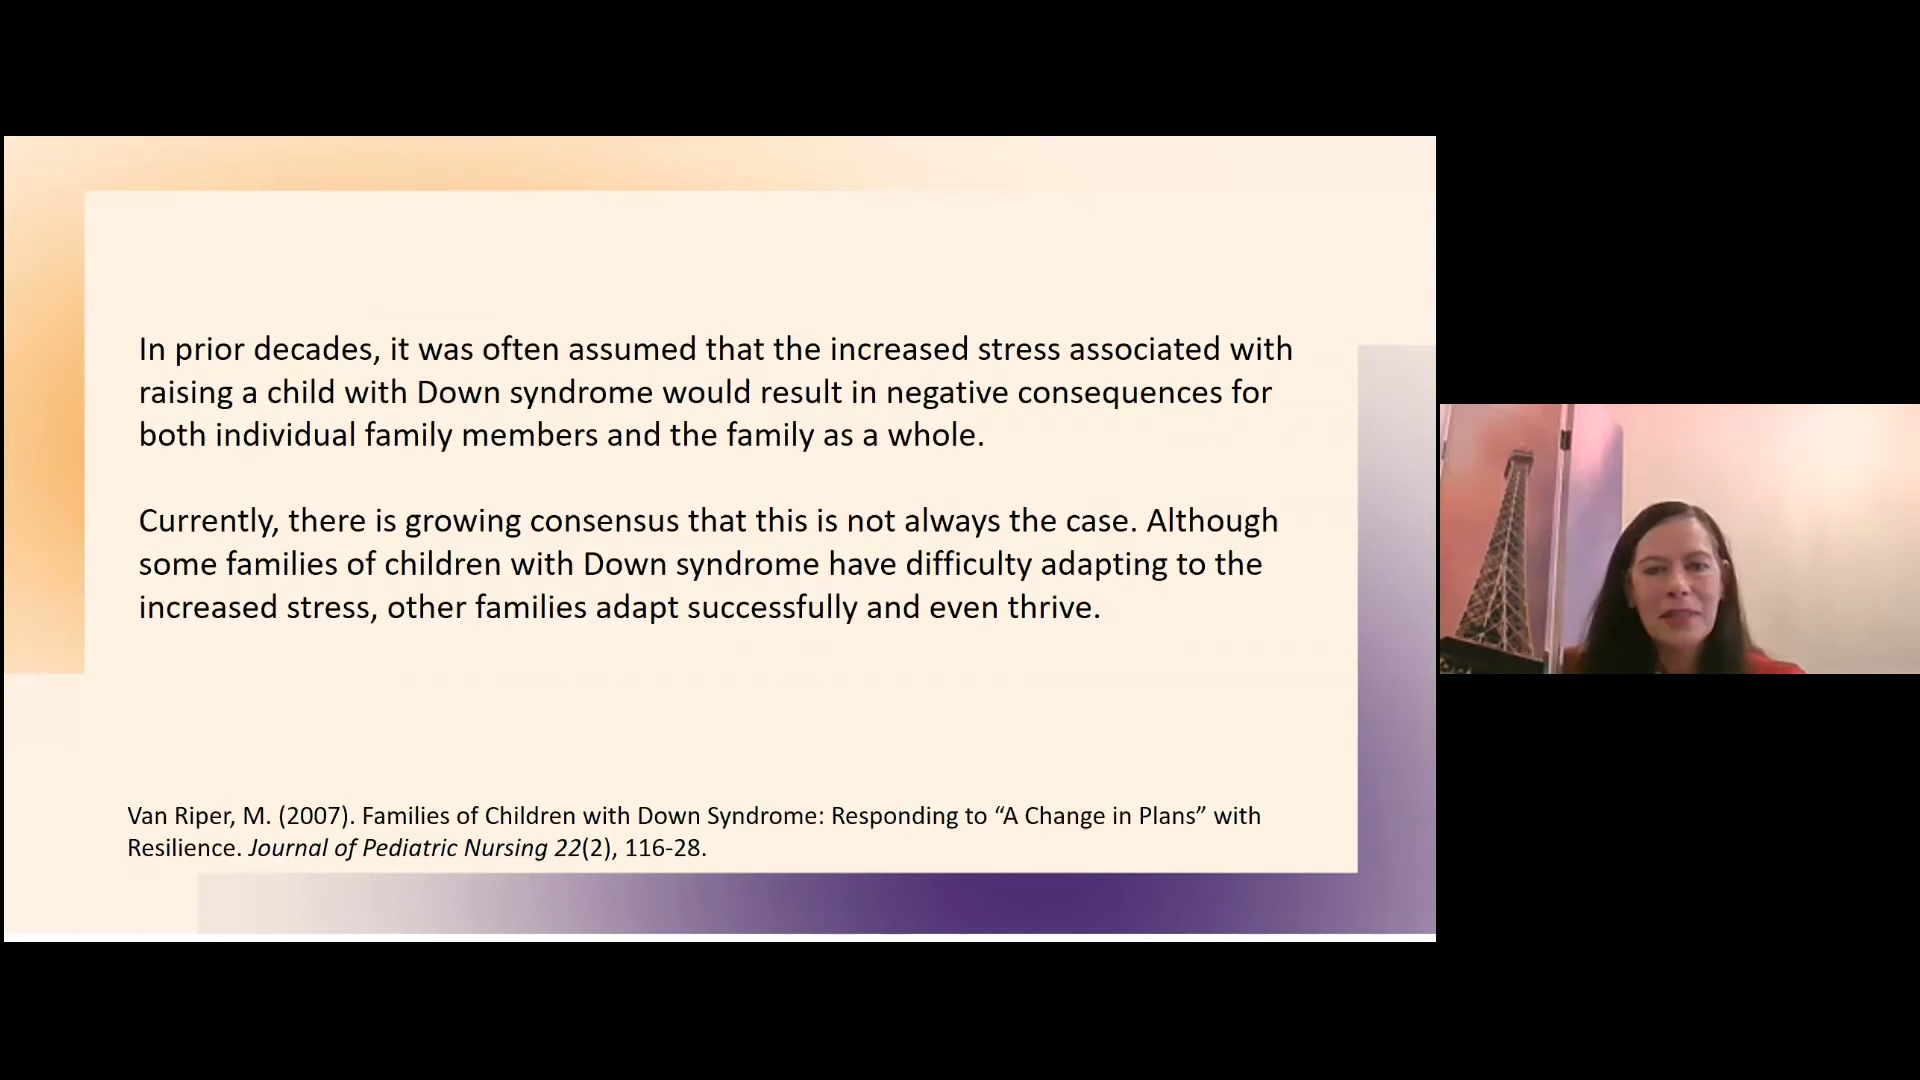 In prior decades, it was often assumed that the increased stress associated with
raising a child with Down syndrome would result in negative consequences for
both individual family members and the family as a whole.
Currently, there is growing consensus that this is not always the case. Although
some families of children with Down syndrome have difficulty adapting to the
increased stress, other families adapt successfully and even thrive.
Van Riper, M. (2007). Families of Children with Down Syndrome: Responding to “A Change in Plans” with
Resilience. Journal of Pediatric Nursing 22(2), 116-28.